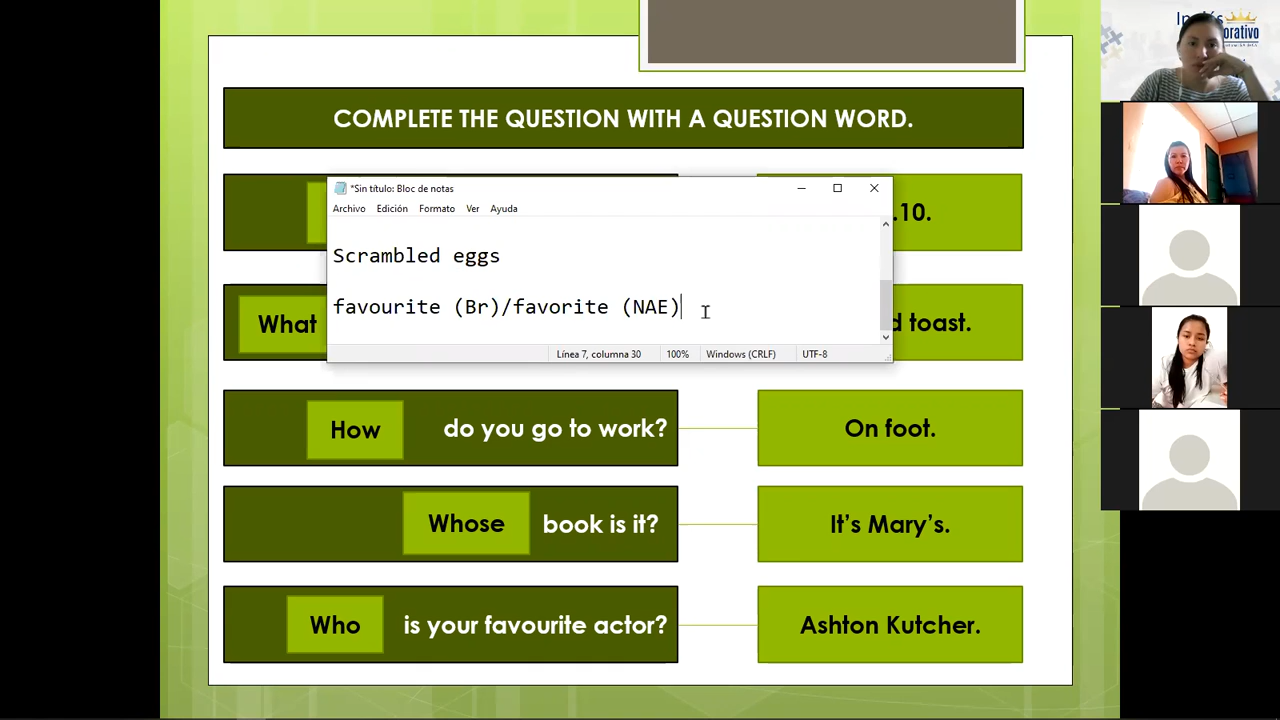 COMPLETE THE QUESTION WITH A QUESTION WORD.
.10.
*Sin título: Bloc de notas
Archivo Edición Formato Ver Ayuda
Scrambled eggs
favourite (Br)/favorite (NAE)
Línea 7, columna 30 100% Windows (CRLF) UTF-8
What
d toast.
How do you go to work?
On foot.
Whose book is it?
It's Mary's.
Who is your favourite actor?
Ashton Kutcher.